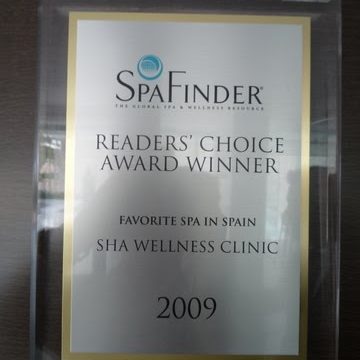 SPAFINDER®
THE GLOBAL SPA & WELLNESS RESOURCE
READERS' CHOICE
AWARD WINNER
FAVORITE SPA IN SPAIN
SHA WELLNESS CLINIC
2009